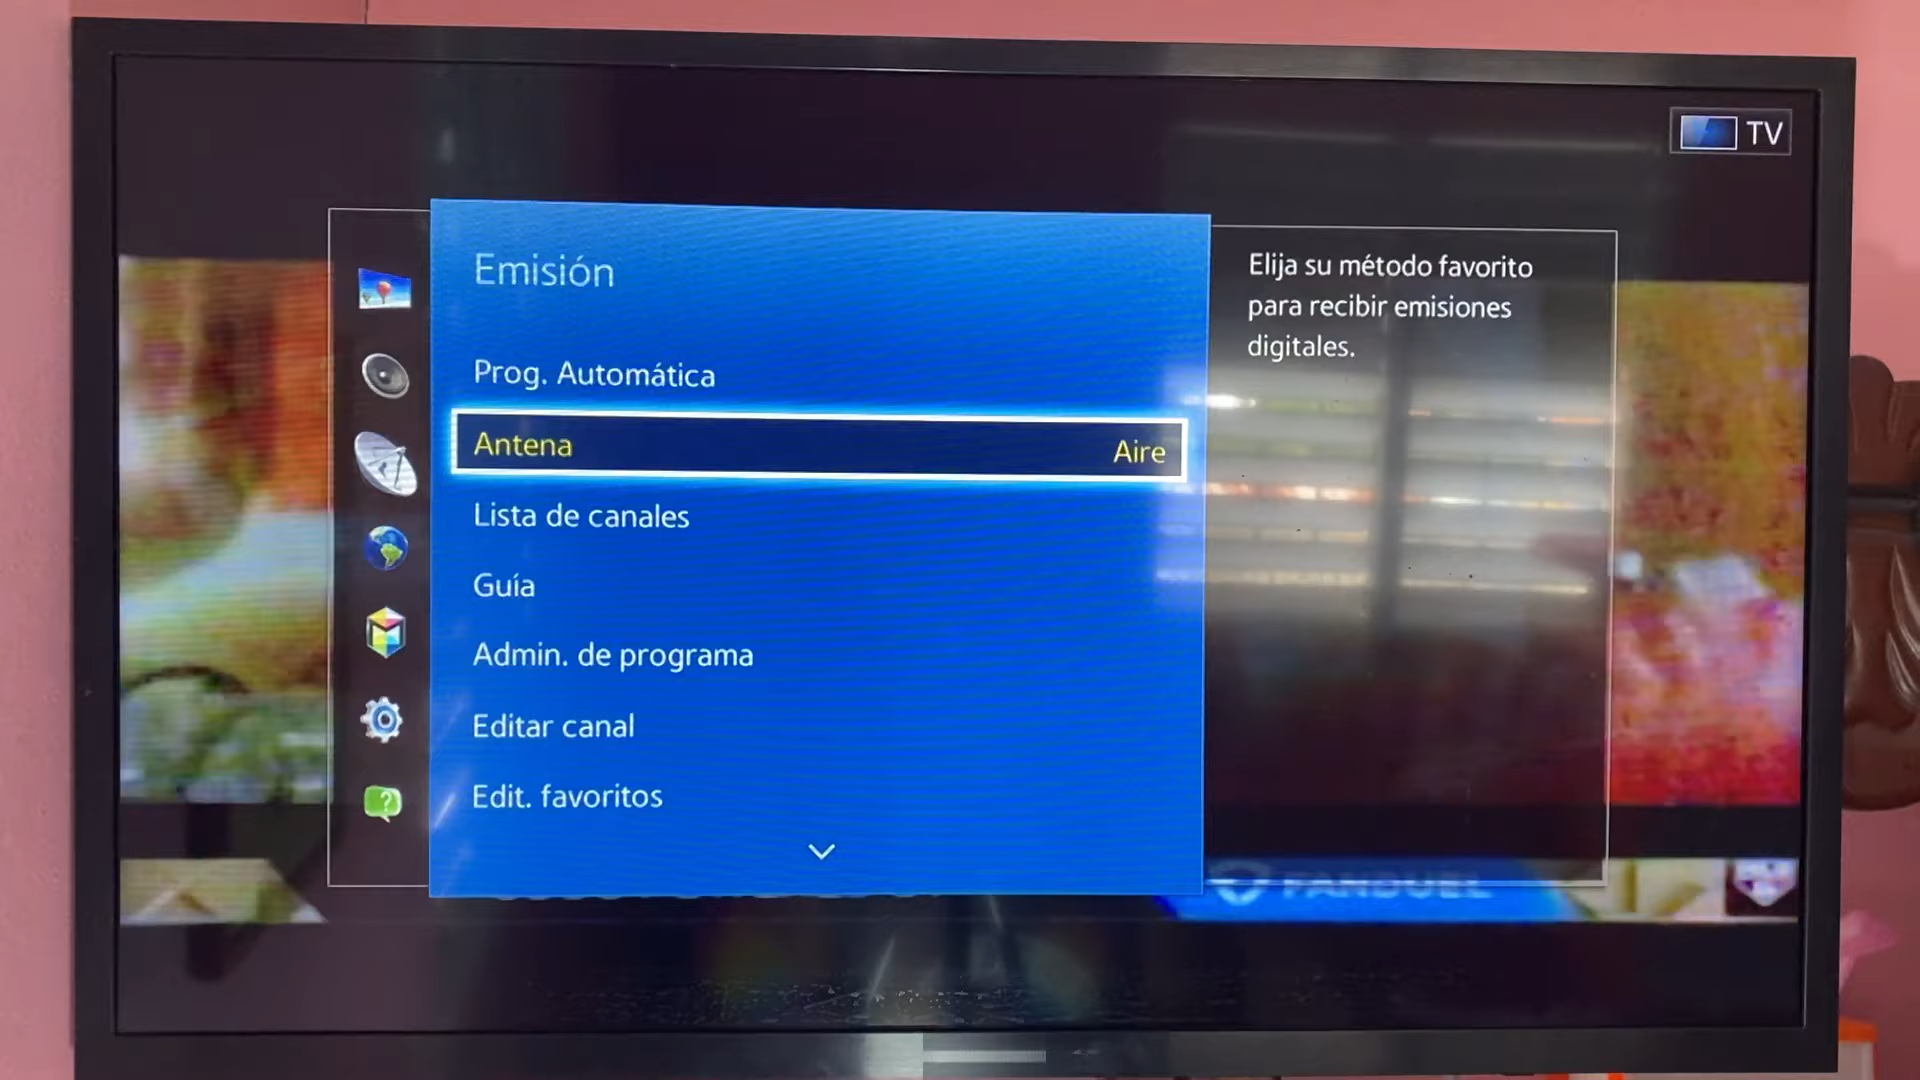 TV
Emisión
Prog. Automática
Antena Aire
Lista de canales
Guía
Admin. de programa
Editar canal
Edit. favoritos
Elija su método favorito
para recibir emisiones
digitales.
FANDUEL